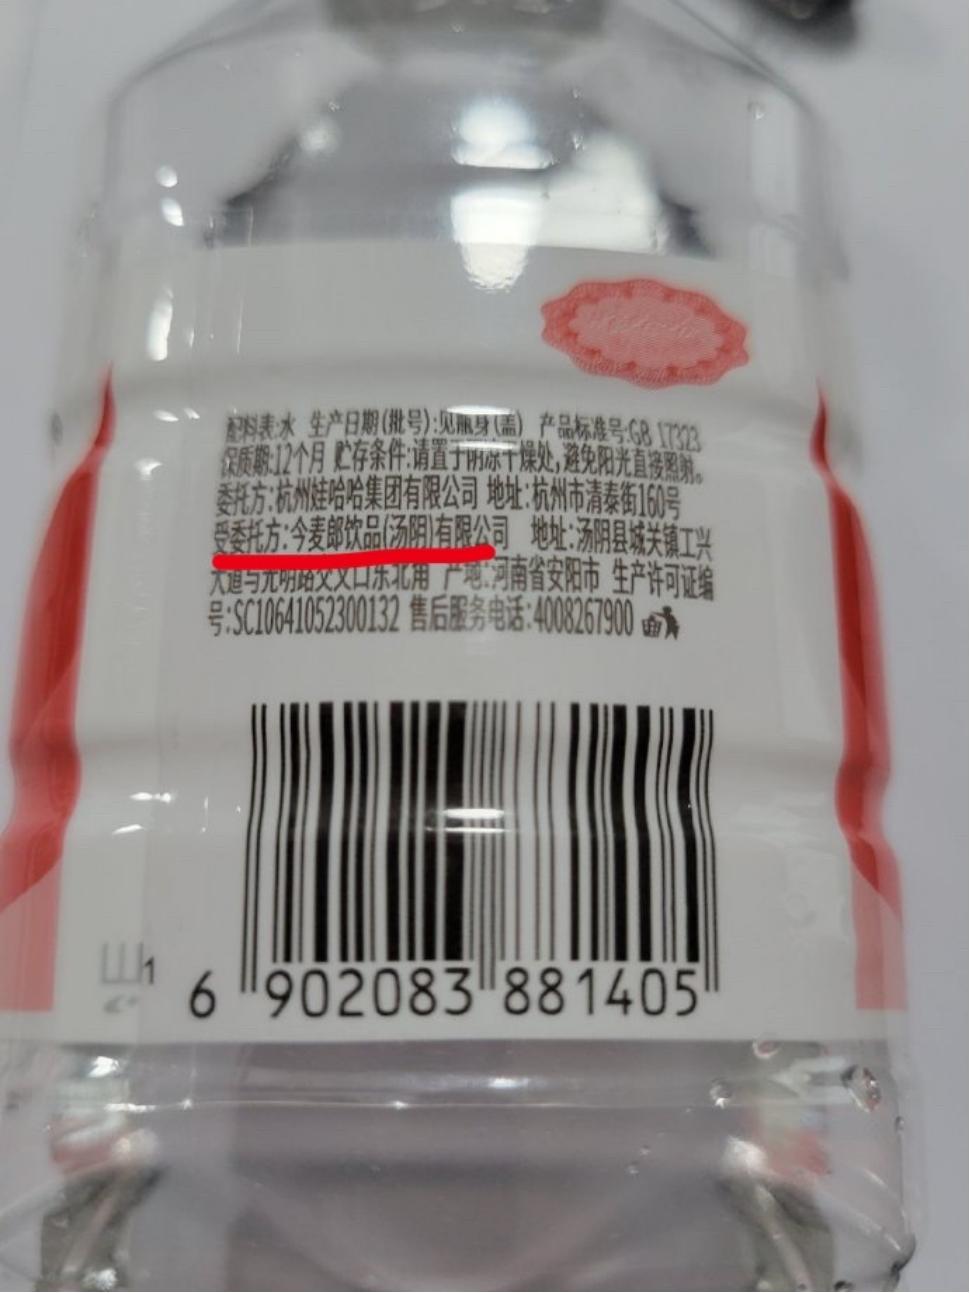 配料表:水 生产日期(批号):见瓶身(盖) 产品标准号:GB 17323
保质期:12个月 贮存条件:请置于阴凉干燥处,避免阳光直接照射。
委托方:杭州娃哈哈集团有限公司 地址:杭州市清泰街160号
受委托方:今麦郎饮品(汤阴)有限公司 地址:汤阴县城关镇工兴
大道与光明路交叉口东北角 产地:河南省安阳市 生产许可证编
号:SC10641052300132 售后服务电话:4008267900
6 902083 881405